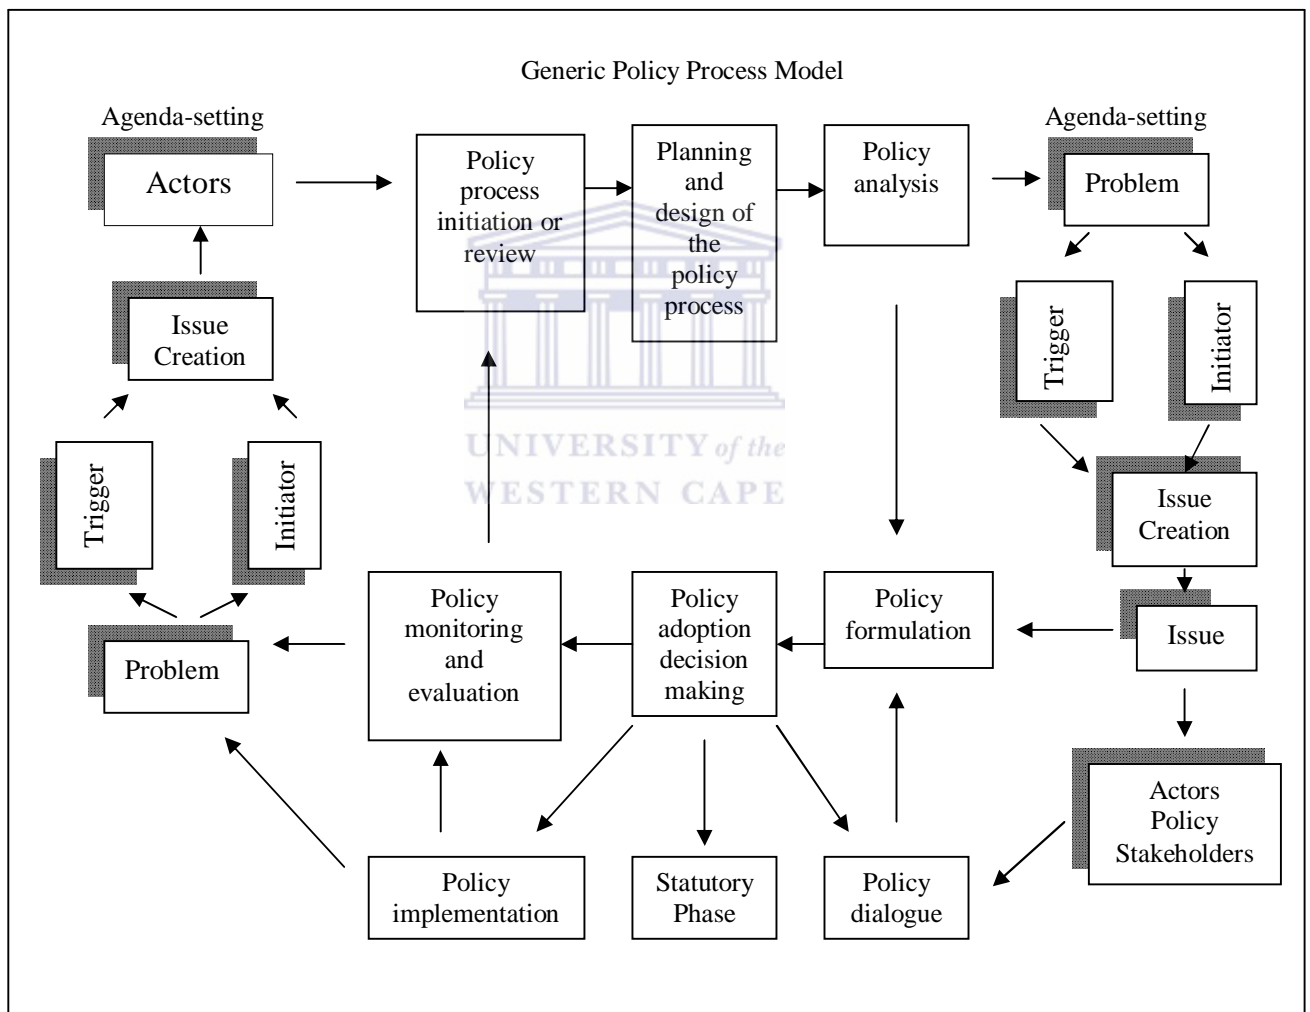 Generic Policy Process Model
Agenda-setting
Actors
Issue
Creation
Trigger
Initiator
Problem
Policy
process
initiation or
review
Planning
and
design of
the
policy
process
Policy
analysis
Agenda-setting
Problem
Trigger
Initiator
Issue
Creation
Issue
Actors
Policy
Stakeholders
UNIVERSITY of the
WESTERN CAPE
Policy
monitoring
and
evaluation
Policy
adoption
decision
making
Policy
formulation
Policy
implementation
Statutory
Phase
Policy
dialogue